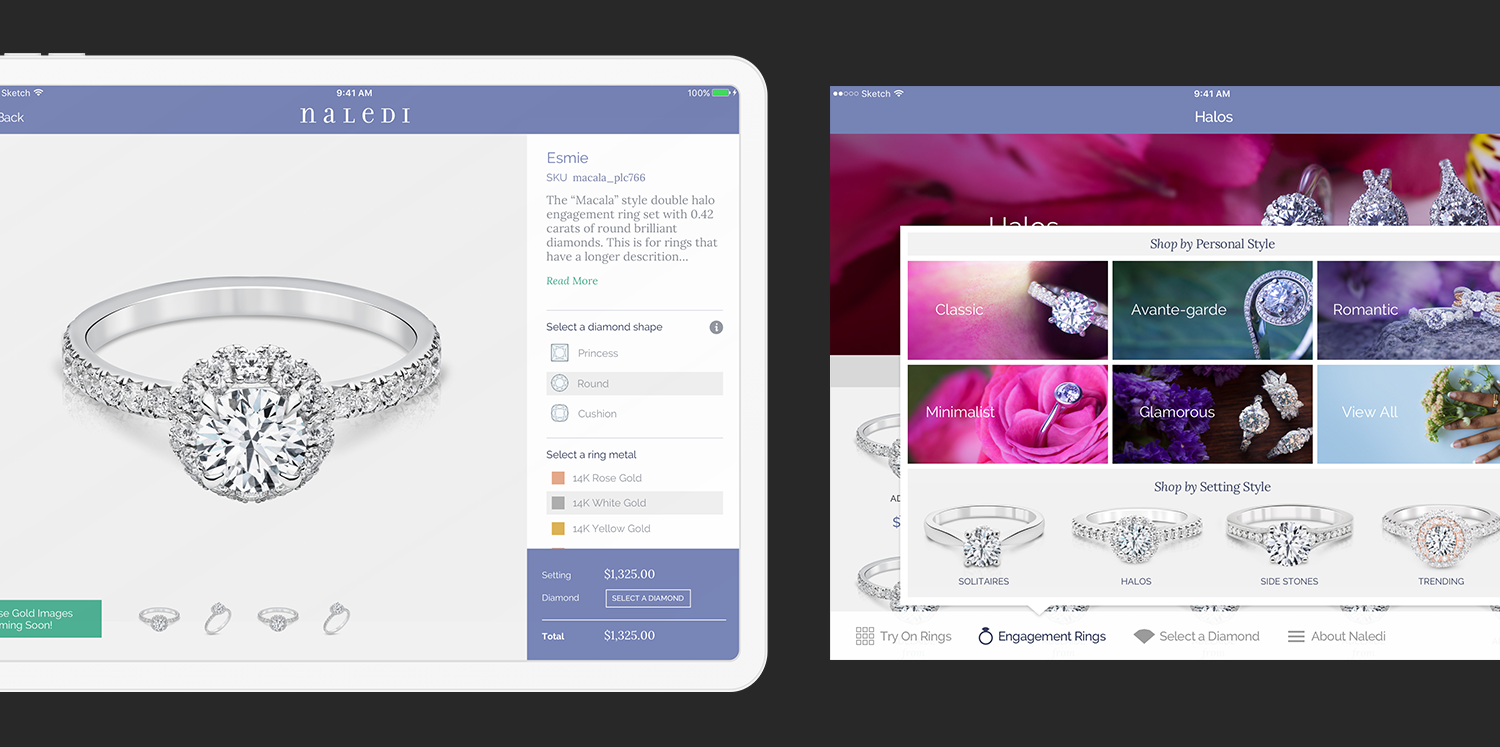 Sketch
9:41 AM
100%
Back
naLeDI
Esmie
SKU macala_plc766
The “Macala” style double halo
engagement ring set with 0.42
carats of round brilliant
diamonds. This is for rings that
have a longer descrition...
Read More
Select a diamond shape
Princess
Round
Cushion
Select a ring metal
14K Rose Gold
14K White Gold
14K Yellow Gold
Setting $1,325.00
Diamond SELECT A DIAMOND
Total $1,325.00
se Gold Images
ming Soon!
Sketch
9:41 AM
Halos
Halos
Shop by Personal Style
Classic
Avante-garde
Romantic
Minimalist
Glamorous
View All
Shop by Setting Style
SOLITAIRES
HALOS
SIDE STONES
TRENDING
$
Try On Rings
Engagement Rings
Select a Diamond
About Naledi